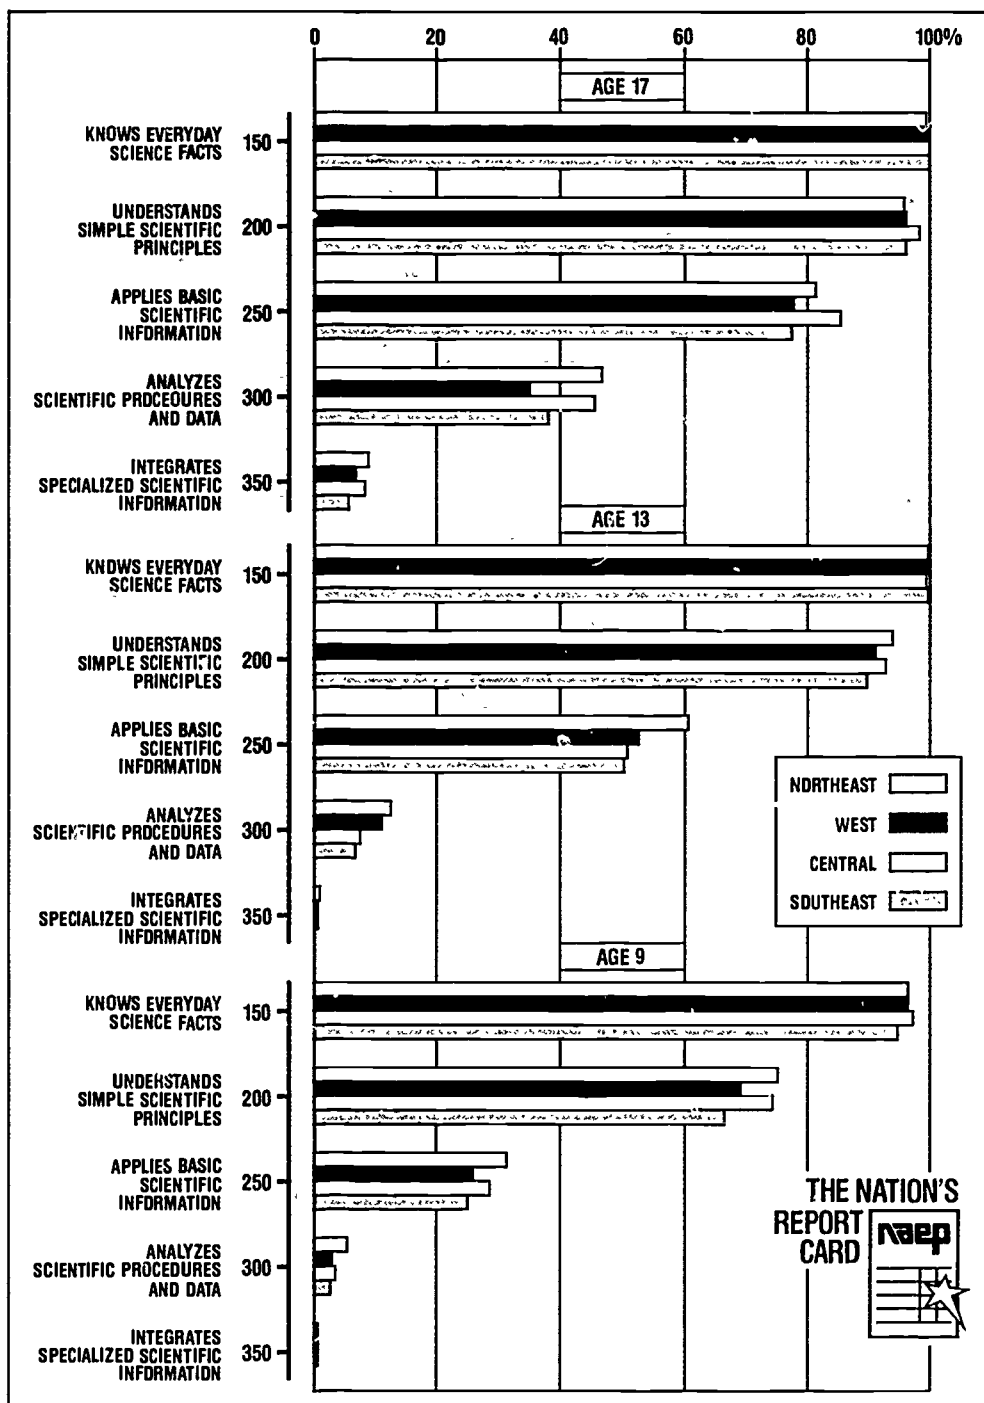 0 20 40 60 80 100%
AGE 17
KNOWS EVERYDAY
SCIENCE FACTS
150
UNDERSTANDS
SIMPLE SCIENTIFIC
PRINCIPLES
200
APPLIES BASIC
SCIENTIFIC
INFORMATION
250
ANALYZES
SCIENTIFIC PROCEDURES
AND DATA
300
INTEGRATES
SPECIALIZED SCIENTIFIC
INFORMATION
350
AGE 13
KNOWS EVERYDAY
SCIENCE FACTS
150
UNDERSTANDS
SIMPLE SCIENTIFIC
PRINCIPLES
200
APPLIES BASIC
SCIENTIFIC
INFORMATION
250
ANALYZES
SCIENTIFIC PROCEDURES
AND DATA
300
INTEGRATES
SPECIALIZED SCIENTIFIC
INFORMATION
350
NORTHEAST
WEST
CENTRAL
SOUTHEAST
AGE 9
KNOWS EVERYDAY
SCIENCE FACTS
150
UNDERSTANDS
SIMPLE SCIENTIFIC
PRINCIPLES
200
APPLIES BASIC
SCIENTIFIC
INFORMATION
250
ANALYZES
SCIENTIFIC PROCEDURES
AND DATA
300
INTEGRATES
SPECIALIZED SCIENTIFIC
INFORMATION
350
THE NATION'S
REPORT
CARD
naep